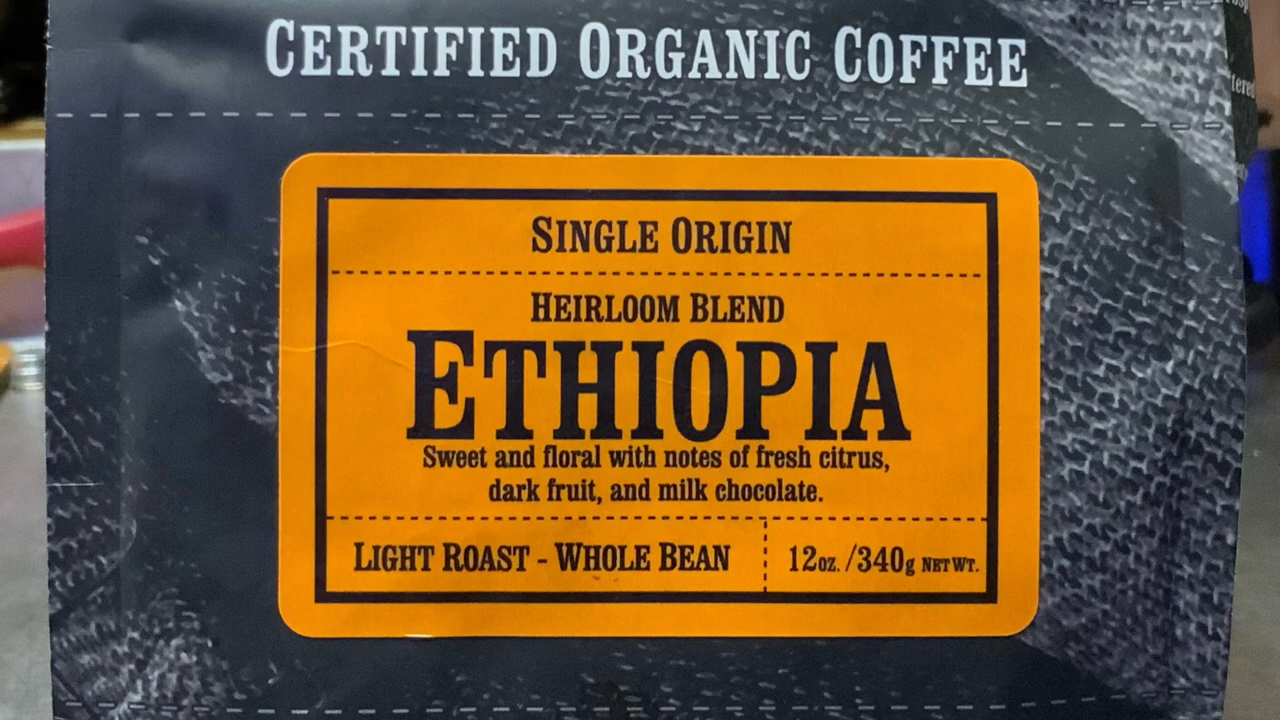 CERTIFIED ORGANIC COFFEE
SINGLE ORIGIN
HEIRLOOM BLEND
ETHIOPIA
Sweet and floral with notes of fresh citrus,
dark fruit, and milk chocolate.
LIGHT ROAST - WHOLE BEAN
12oz. /340g NET WT.